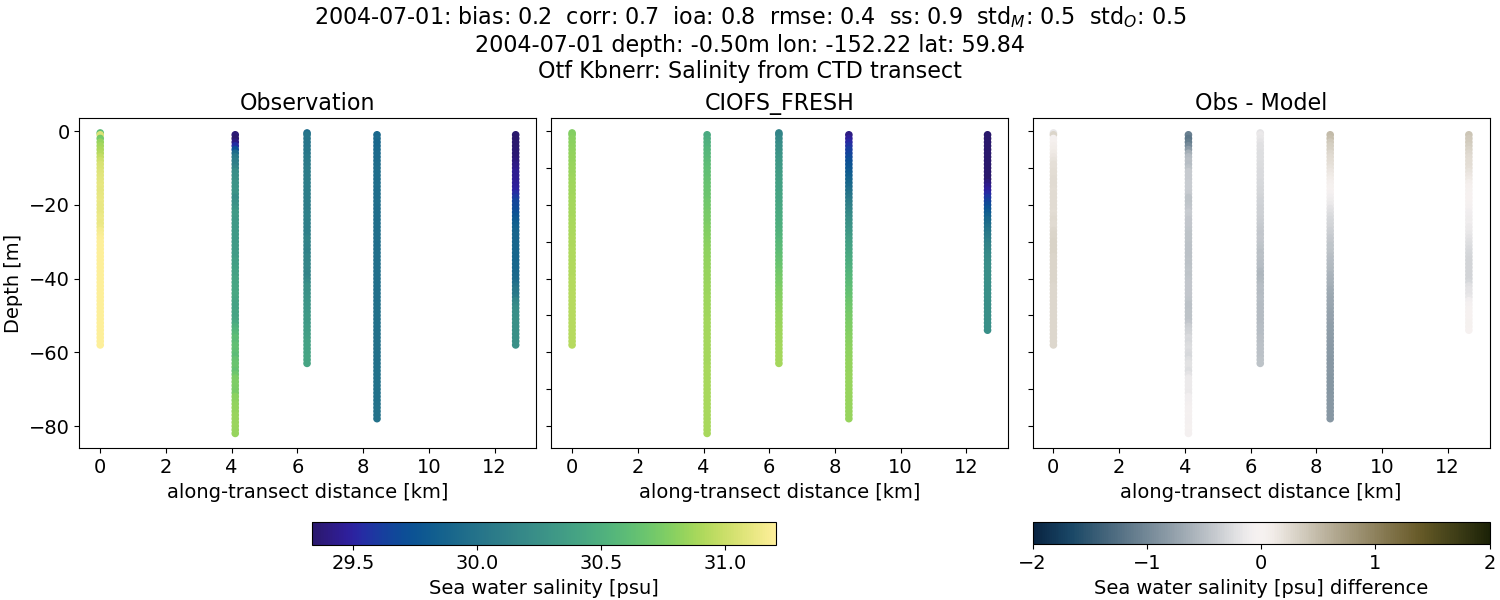 2004-07-01: bias: 0.2 corr: 0.7 ioa: 0.8 rmse: 0.4 ss: 0.9 std_M: 0.5 std_O: 0.5
2004-07-01 depth: -0.50m lon: -152.22 lat: 59.84
Otf Kbnerr: Salinity from CTD transect
Observation
CIOFS_FRESH
Obs - Model
Depth [m]
0
−20
−40
−60
−80
0 2 4 6 8 10 12
0 2 4 6 8 10 12
0 2 4 6 8 10 12
along-transect distance [km]
along-transect distance [km]
along-transect distance [km]
29.5 30.0 30.5 31.0
Sea water salinity [psu]
−2 −1 0 1 2
Sea water salinity [psu] difference